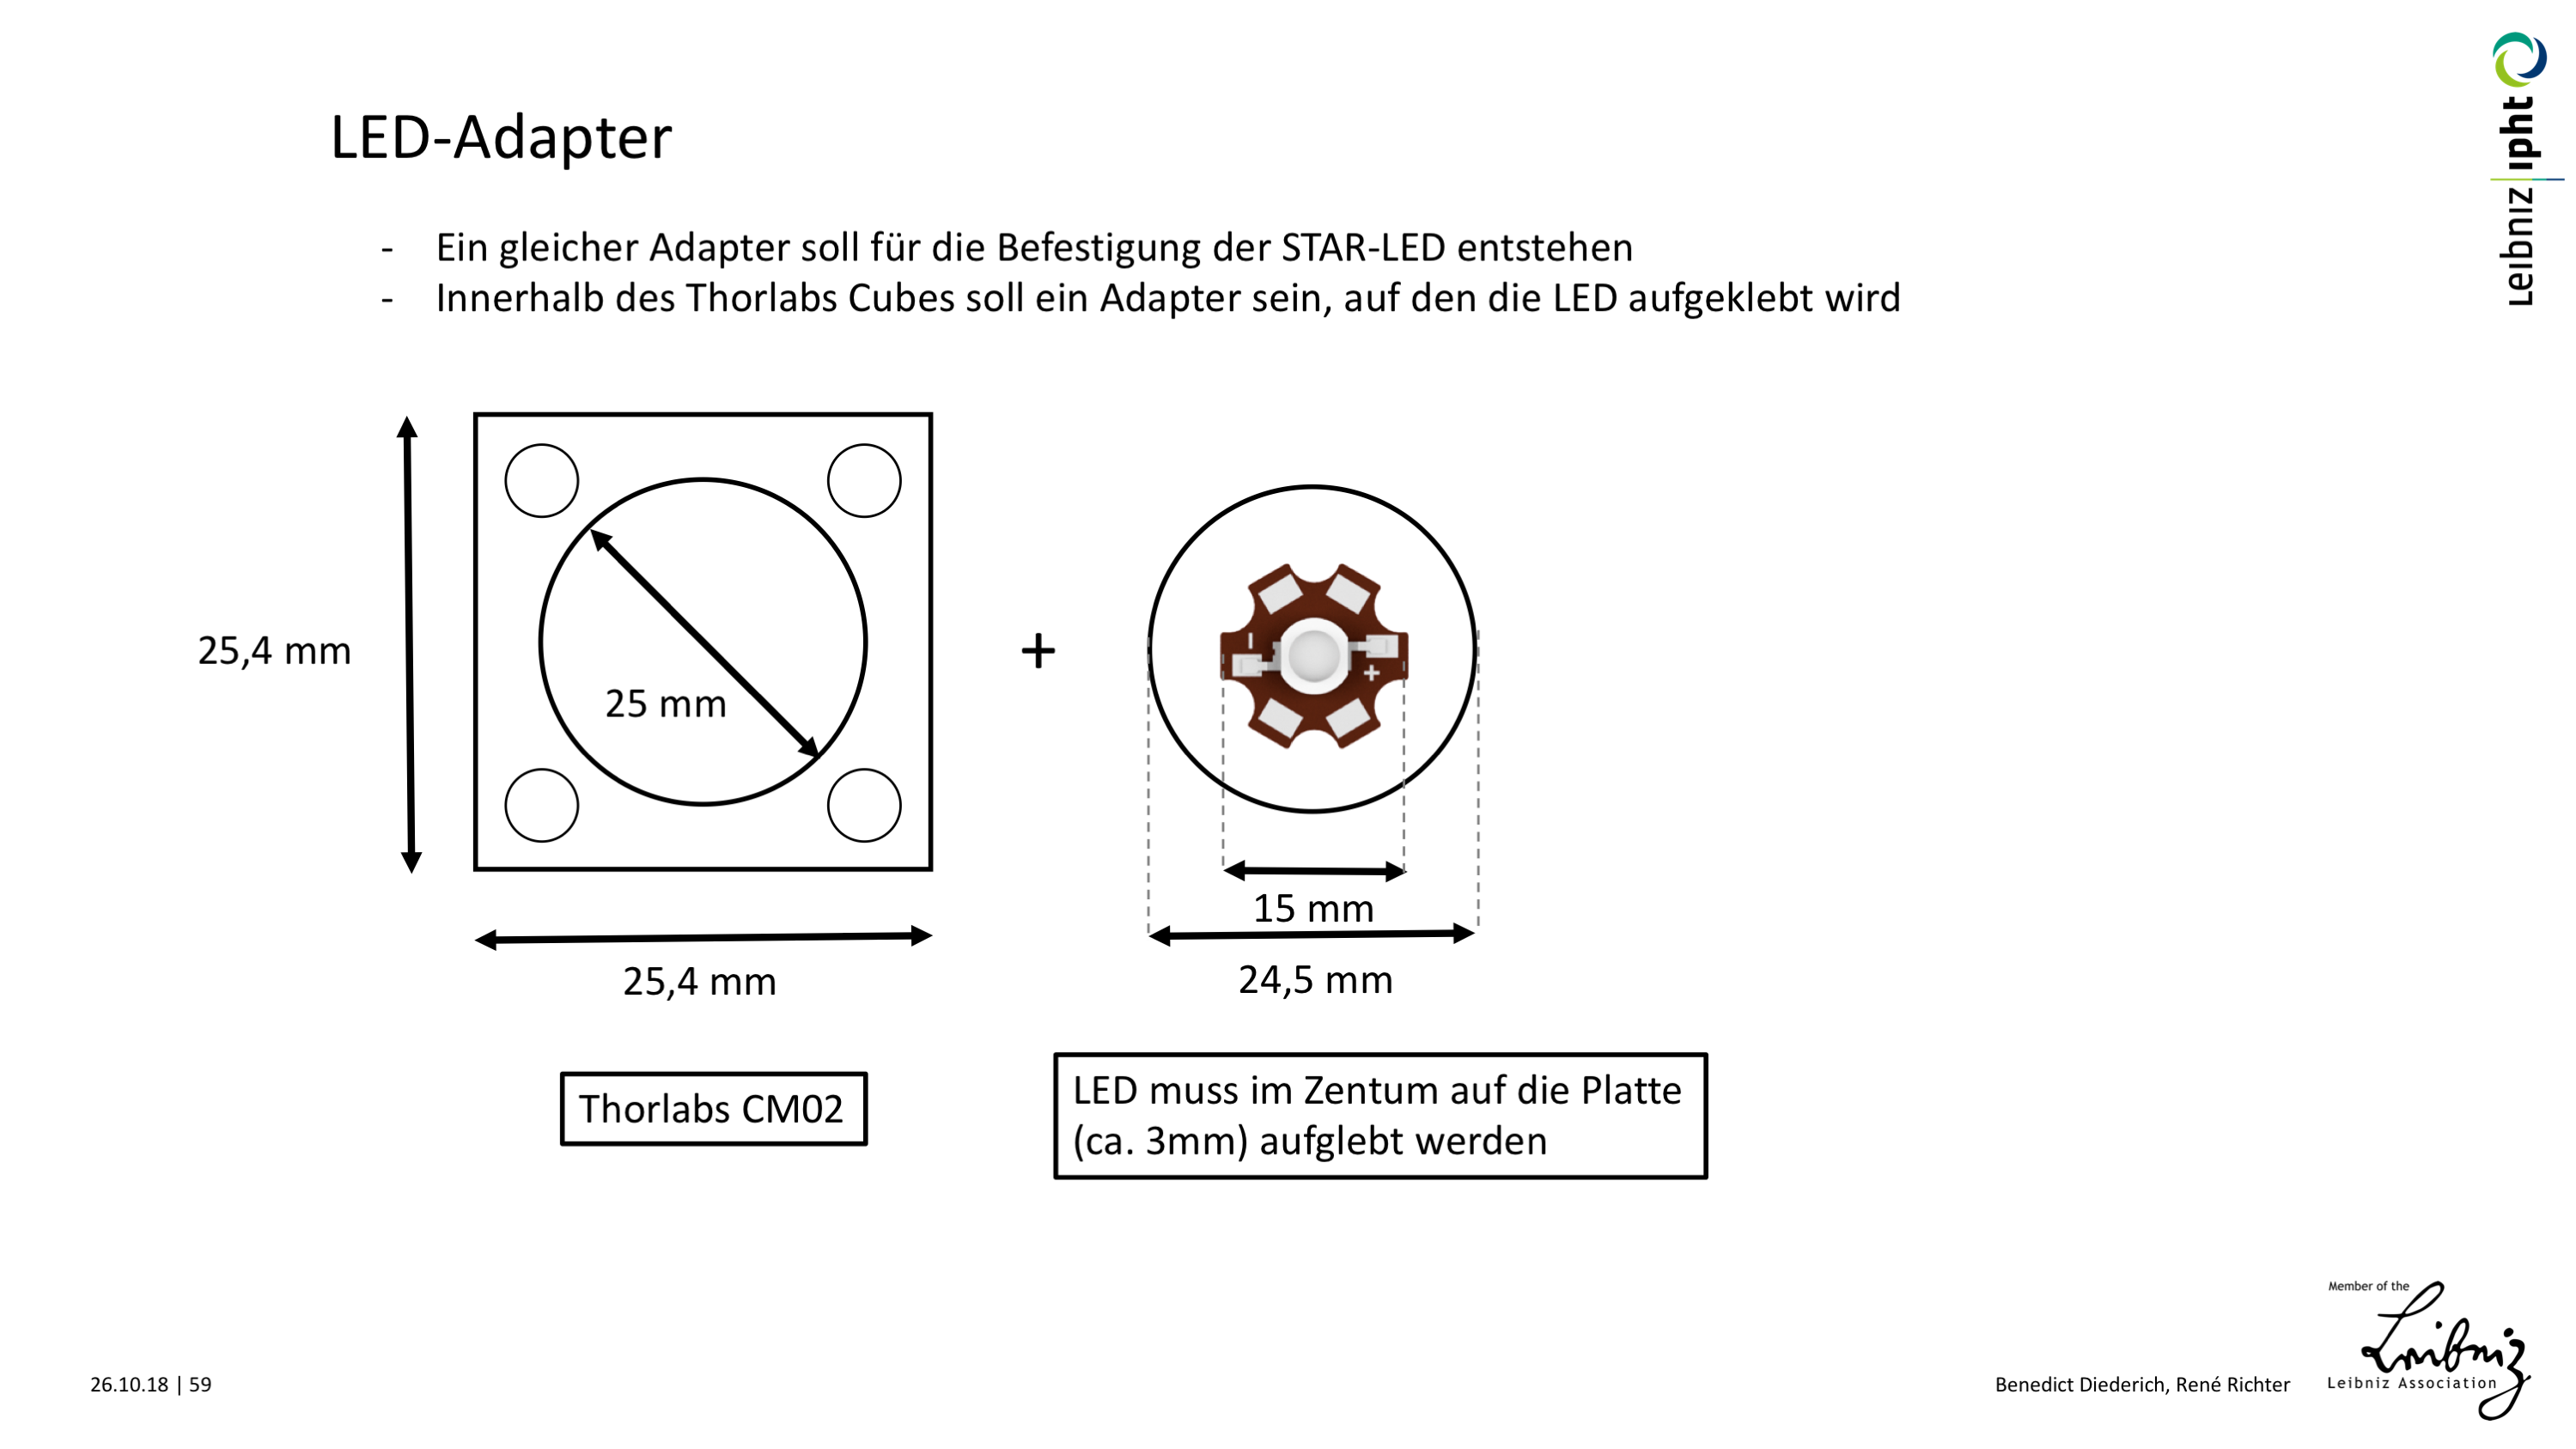 LED-Adapter
- Ein gleicher Adapter soll für die Befestigung der STAR-LED entstehen
- Innerhalb des Thorlabs Cubes soll ein Adapter sein, auf den die LED aufgeklebt wird
25,4 mm
25 mm
25,4 mm
+
- +
15 mm
24,5 mm
Thorlabs CM02
LED muss im Zentum auf die Platte
(ca. 3mm) aufglebt werden
26.10.18 | 59
Benedict Diederich, René Richter
Member of the
Leibniz
Leibniz Association
Leibniz ipht